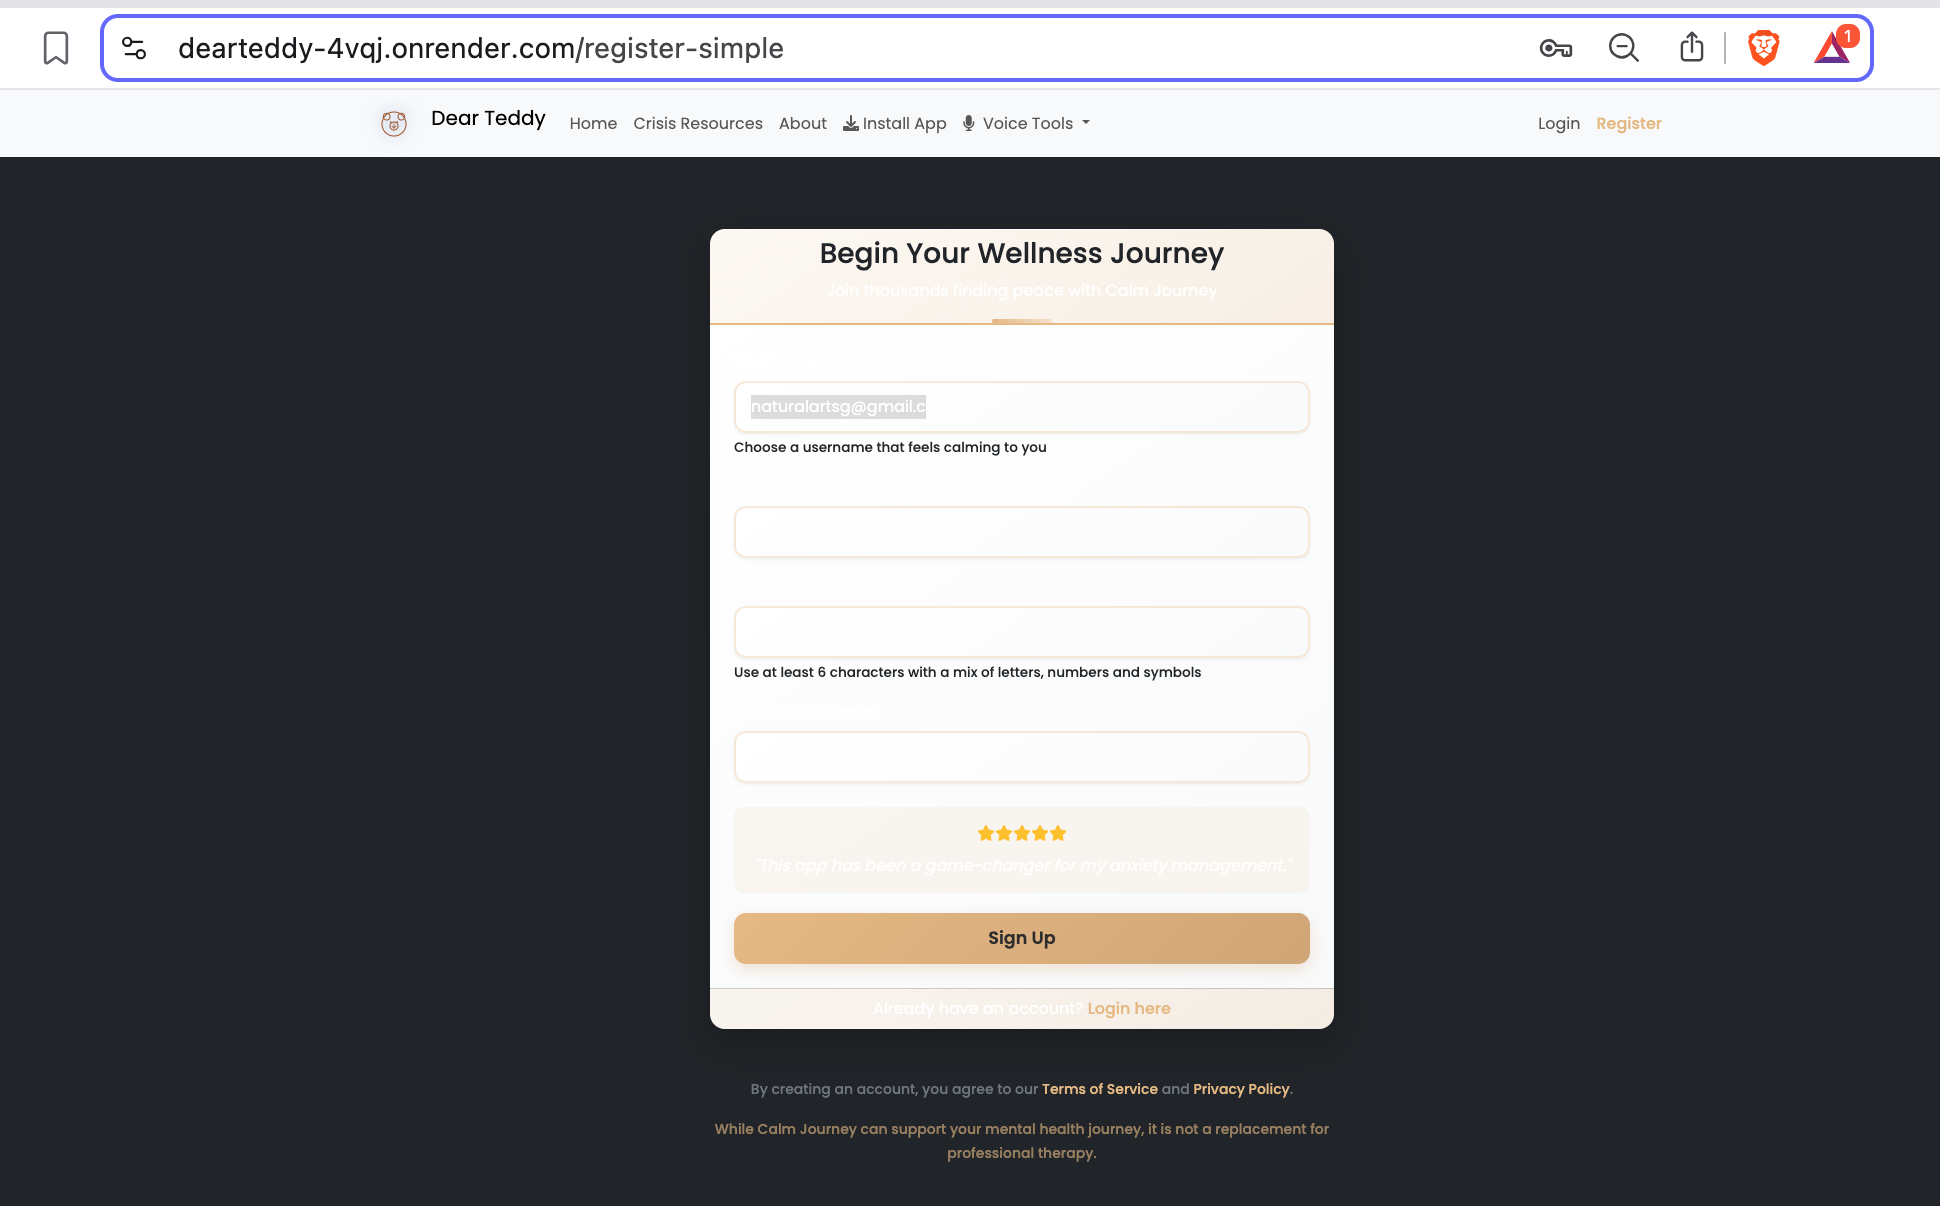 dearteddy-4vqj.onrender.com/register-simple
1
Dear Teddy Home Crisis Resources About Install App Voice Tools Login Register
Begin Your Wellness Journey
Join thousands finding peace with Calm Journey
naturalartsg@gmail.c
Choose a username that feels calming to you
Use at least 6 characters with a mix of letters, numbers and symbols
"This app has been a game-changer for my anxiety management."
Sign Up
Already have an account? Login here
By creating an account, you agree to our Terms of Service and Privacy Policy.
While Calm Journey can support your mental health journey, it is not a replacement for
professional therapy.